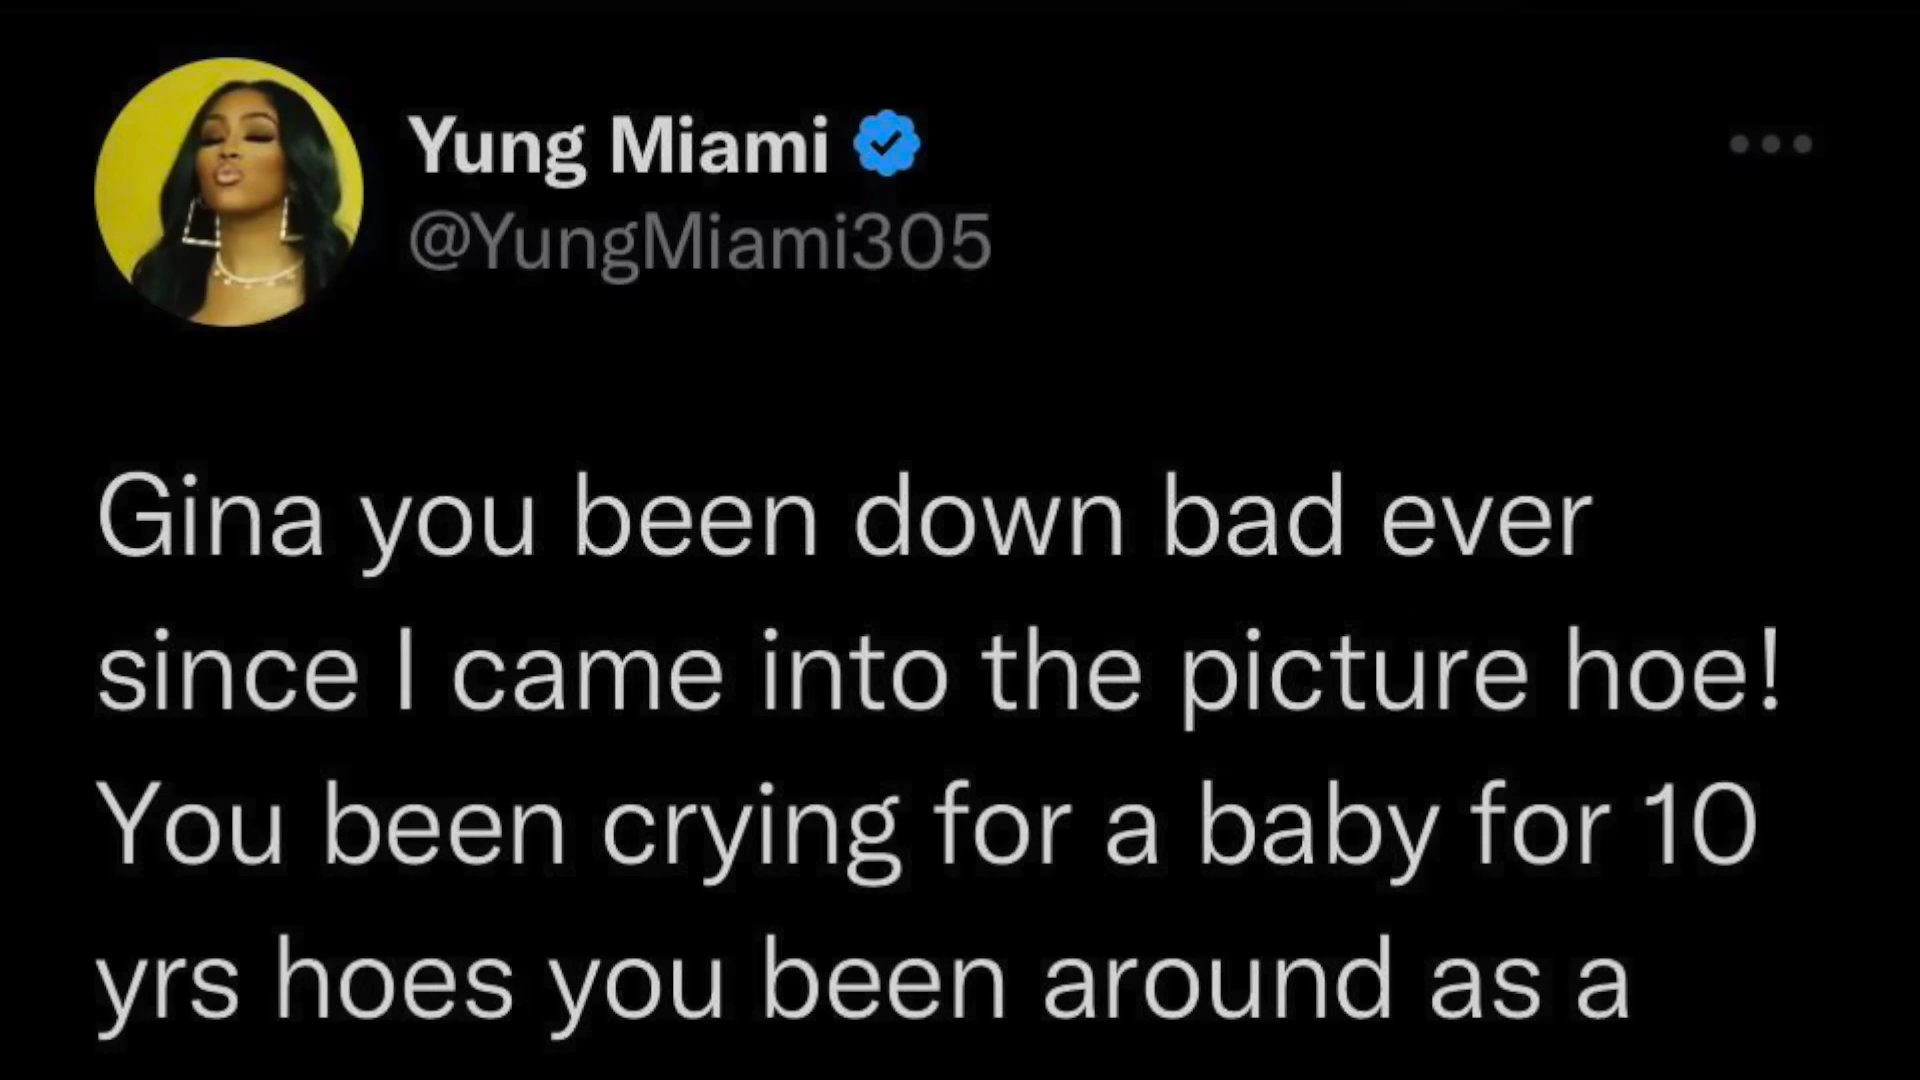 Yung Miami
@YungMiami305
Gina you been down bad ever
since I came into the picture hoe!
You been crying for a baby for 10
yrs hoes you been around as a